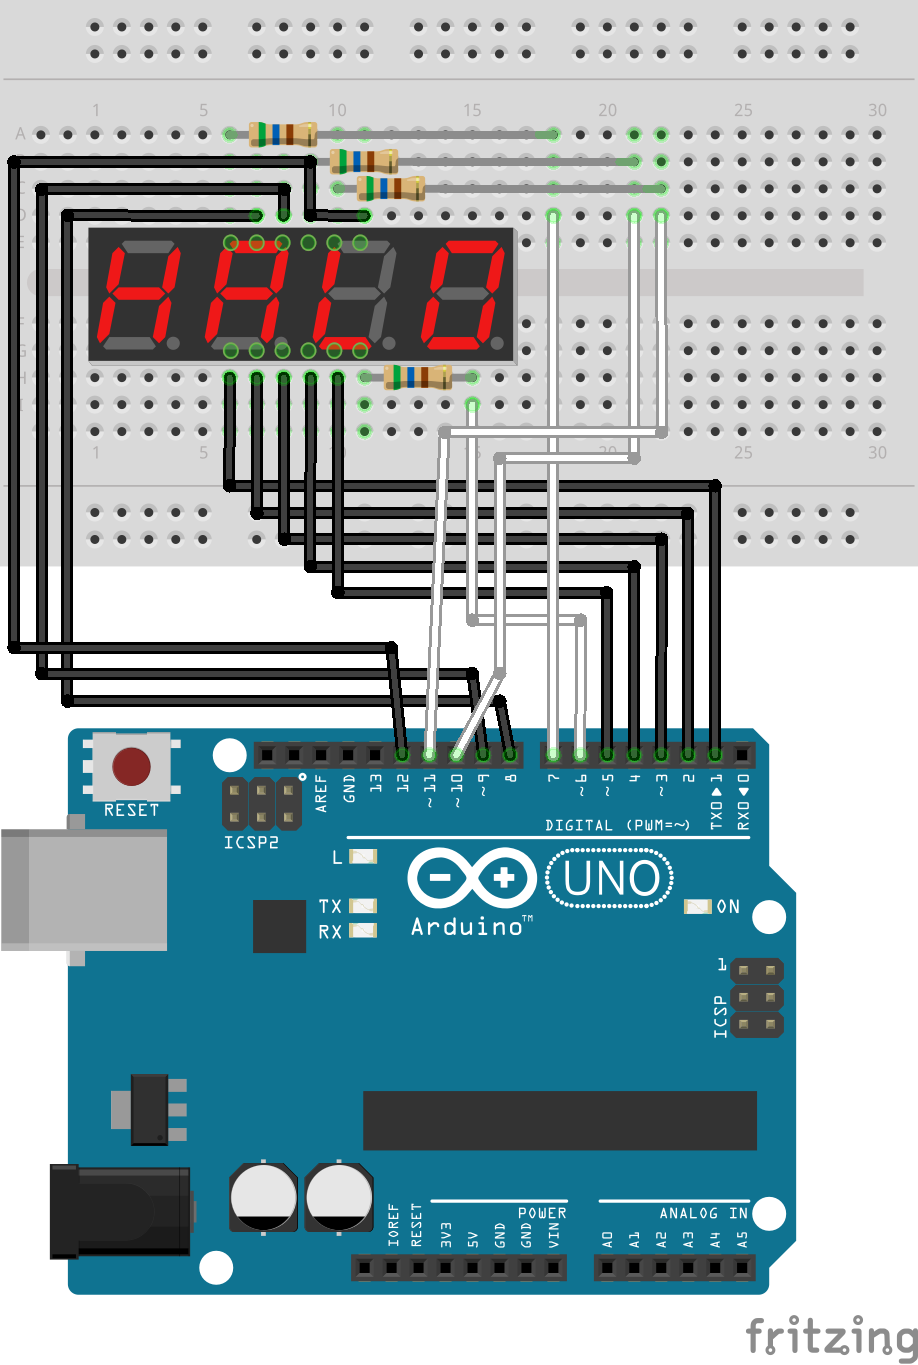 1 5 10 15 20 25 30
A
D
E
F
G
H
AHLO
1 5 20 25 30
RESET
ICSP2
AREF GND 13 12 ~11 ~10 ~9 8 7 ~6 ~5 4 ~3 2 TX0▶1 RX0◀0
DIGITAL (PWM=~)
L
TX
RX
UNO
Arduino™
ON
1
ICSP
POWER
ANALOG IN
IOREF RESET 3V3 5V GND GND VIN A0 A1 A2 A3 A4 A5
fritzing